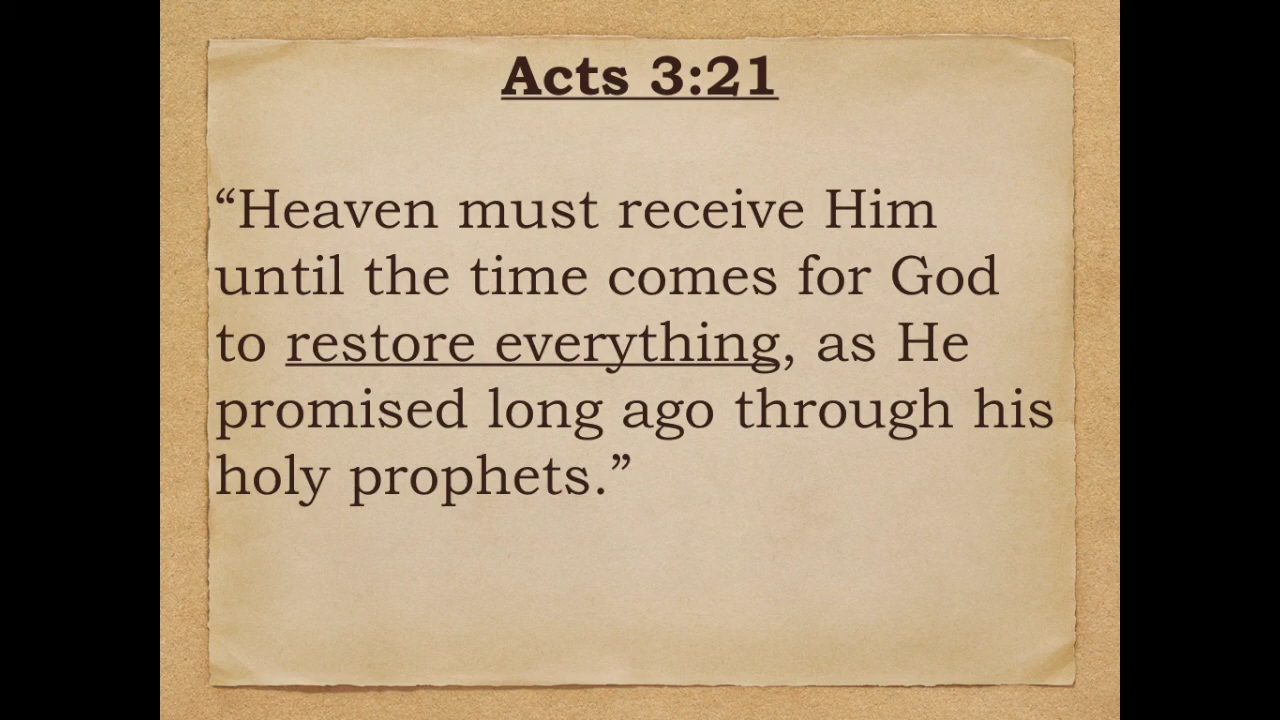 Acts 3:21
“Heaven must receive Him
until the time comes for God
to restore everything, as He
promised long ago through his
holy prophets.”